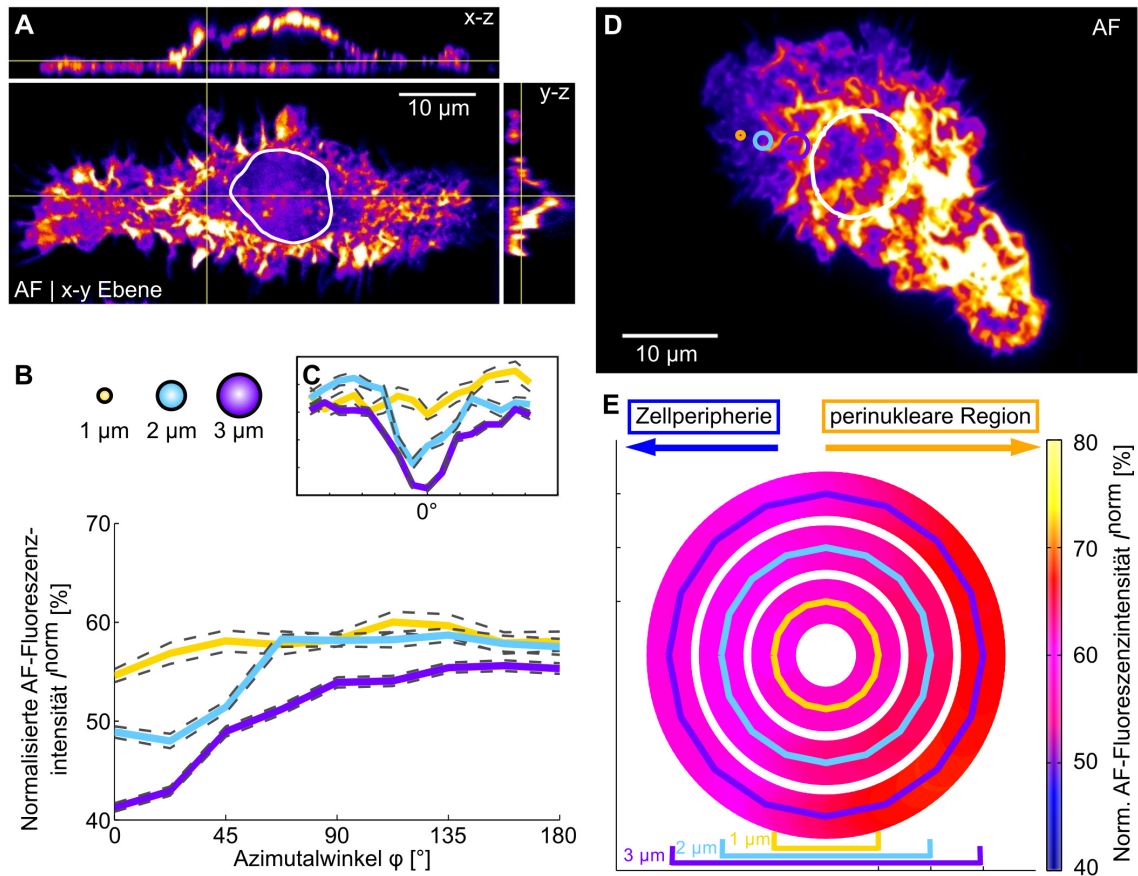 A
x-z
10 µm
y-z
AF | x-y Ebene
D
AF
10 µm
B
1 µm 2 µm 3 µm
C
0°
Normalisierte AF-Fluoreszenz-
intensität Inorm [%]
70
60
50
40
0 45 90 135 180
Azimutalwinkel φ [°]
E
Zellperipherie
perinukleare Region
1 µm
2 µm
3 µm
80
70
60
50
40
Norm. AF-Fluoreszenzintensität Inorm [%]